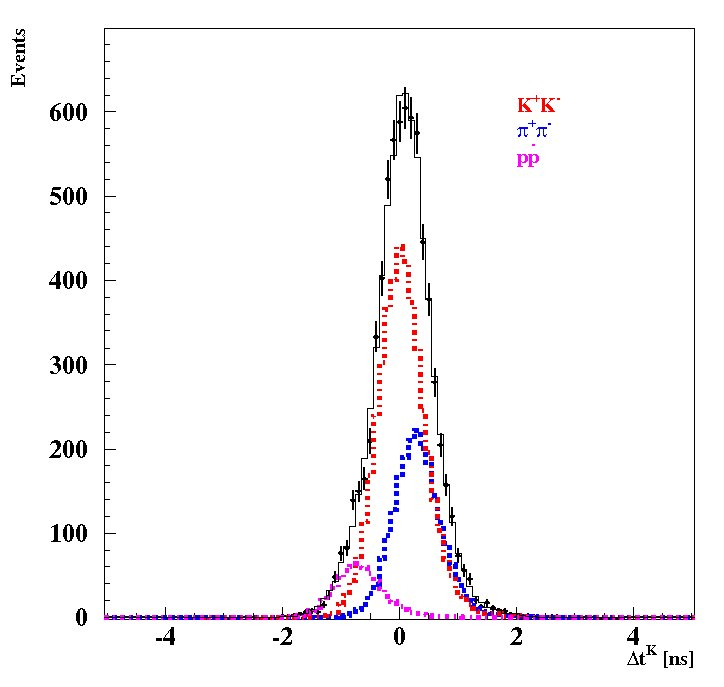 Events
600
500
400
300
200
100
0
K⁺K⁻
π⁺π⁻
pp̄
-4 -2 0 2 4
Δtᴷ [ns]